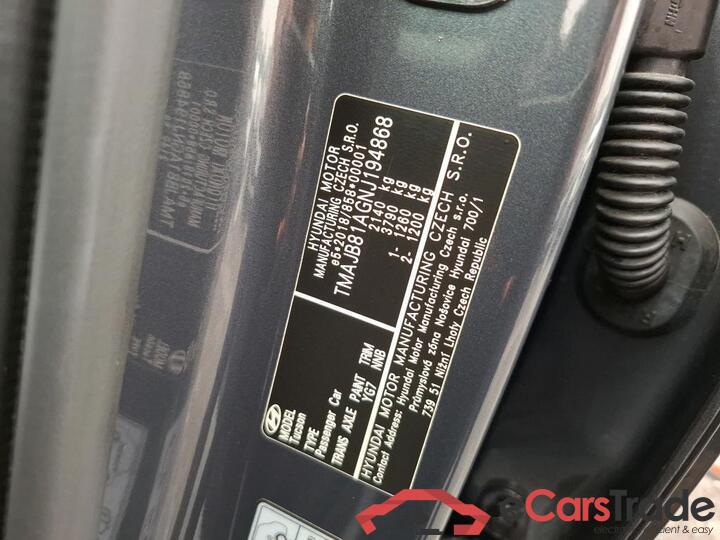 HYUNDAI MOTOR
MANUFACTURING CZECH S.R.O.
e5*2018/858*00001
TMAJB81AGNJ194868
2140 kg
3790 kg
1- 1260 kg
2- 1200 kg
MODEL
Tucson
TYPE
Passenger Car
TRANS AXLE PAINT TRIM
YG7 NNB
HYUNDAI MOTOR MANUFACTURING CZECH S.R.O.
Contact Address: Hyundai Motor Manufacturing Czech s.r.o.
Průmyslová zóna Nošovice Hyundai 700/1
739 51 Nižní Lhoty Czech Republic
CarsTrade